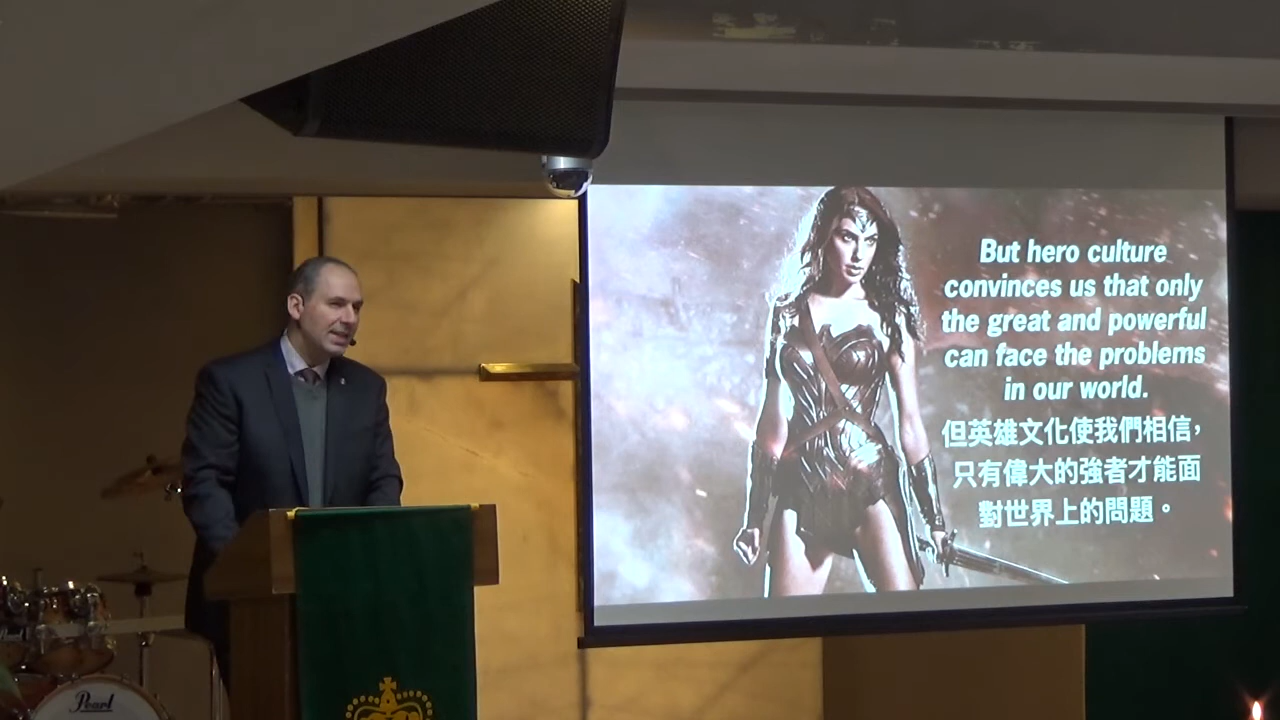 But hero culture
convinces us that only
the great and powerful
can face the problems
in our world.
但英雄文化使我們相信,
只有偉大的強者才能面
對世界上的問題。
Pearl